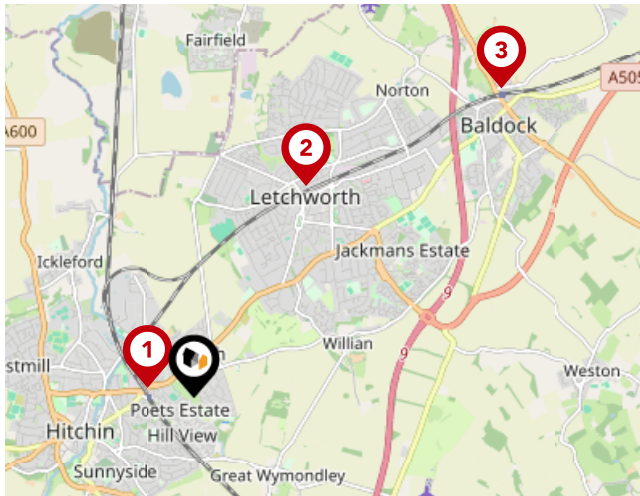 Fairfield
3
A505
Norton
A600
Baldock
2
Letchworth
Jackmans Estate
Ickleford
9
1
Willian
9
Weston
Poets Estate
Hitchin
Hill View
Sunnyside
Great Wymondley